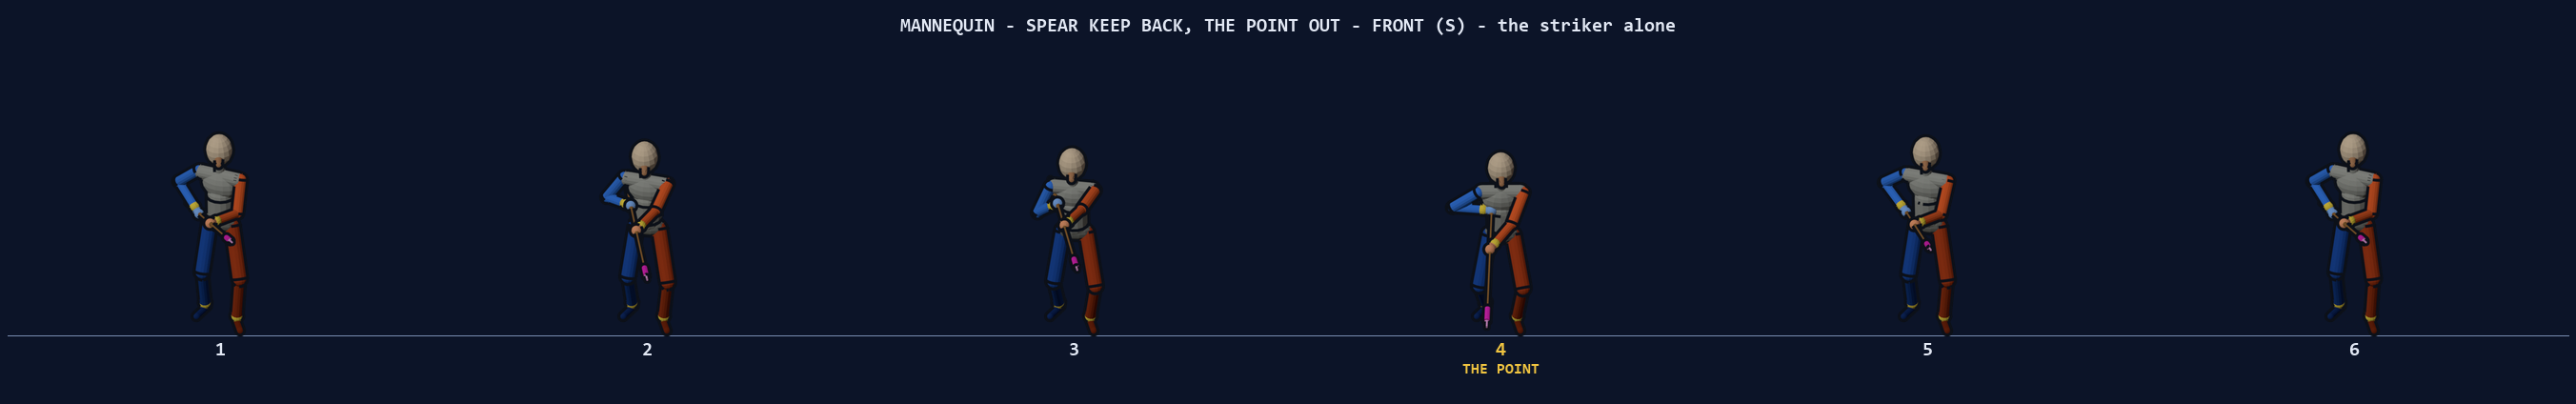 MANNEQUIN - SPEAR KEEP BACK, THE POINT OUT - FRONT (S) - the striker alone
1 2 3 4 5 6
THE POINT